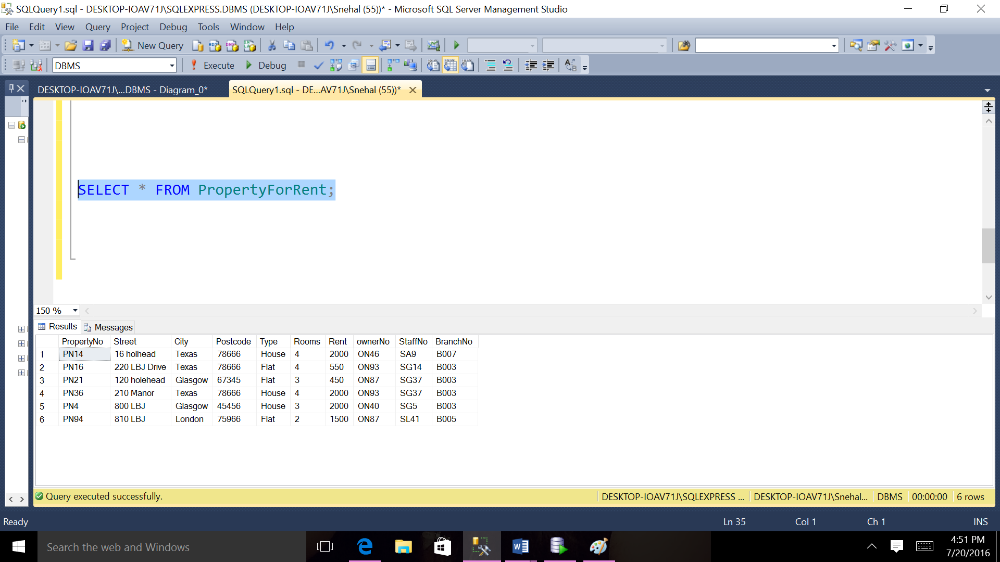 SQLQuery1.sql - DESKTOP-IOAV71J\SQLEXPRESS.DBMS (DESKTOP-IOAV71J\Snehal (55))* - Microsoft SQL Server Management Studio
File Edit View Query Project Debug Tools Window Help
New Query
DBMS Execute Debug
DESKTOP-IOAV71J\...DBMS - Diagram_0* SQLQuery1.sql - DE...AV71J\Snehal (55))*
SELECT * FROM PropertyForRent;
150 %
Results Messages
PropertyNo Street City Postcode Type Rooms Rent ownerNo StaffNo BranchNo
1 PN14 16 holhead Texas 78666 House 4 2000 ON46 SA9 B007
2 PN16 220 LBJ Drive Texas 78666 Flat 4 550 ON93 SG14 B003
3 PN21 120 holehead Glasgow 67345 Flat 3 450 ON87 SG37 B003
4 PN36 210 Manor Texas 78666 House 4 2000 ON93 SG37 B003
5 PN4 800 LBJ Glasgow 45456 House 3 2000 ON40 SG5 B003
6 PN94 810 LBJ London 75966 Flat 2 1500 ON87 SL41 B005
Query executed successfully. DESKTOP-IOAV71J\SQLEXPRESS ... DESKTOP-IOAV71J\Snehal... DBMS 00:00:00 6 rows
Ready Ln 35 Col 1 Ch 1 INS
Search the web and Windows
4:51 PM
7/20/2016